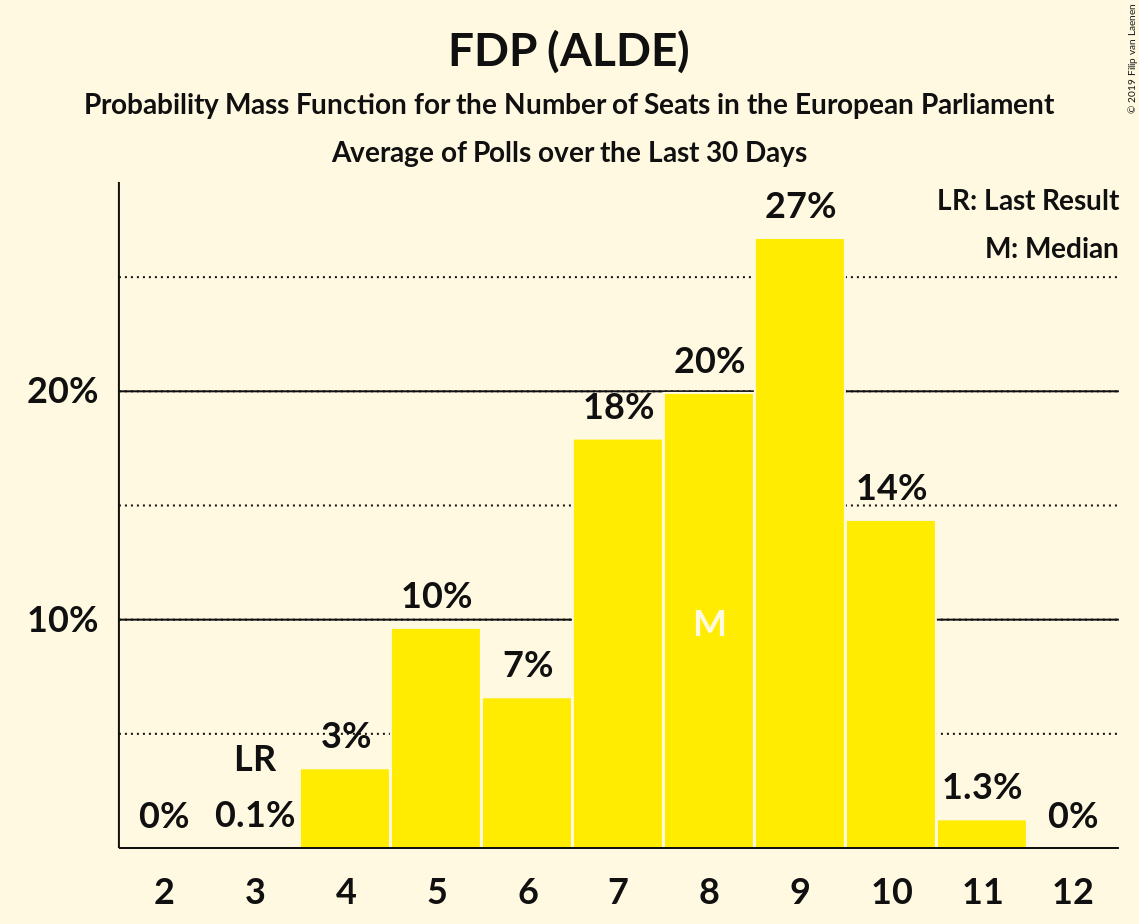 FDP (ALDE)
Probability Mass Function for the Number of Seats in the European Parliament
Average of Polls over the Last 30 Days
© 2019 Filip van Laenen
LR: Last Result
M: Median
27%
20%
20%
18%
14%
10%
10%
7%
3%
LR
0%
0.1%
M
1.3%
0%
2 3 4 5 6 7 8 9 10 11 12